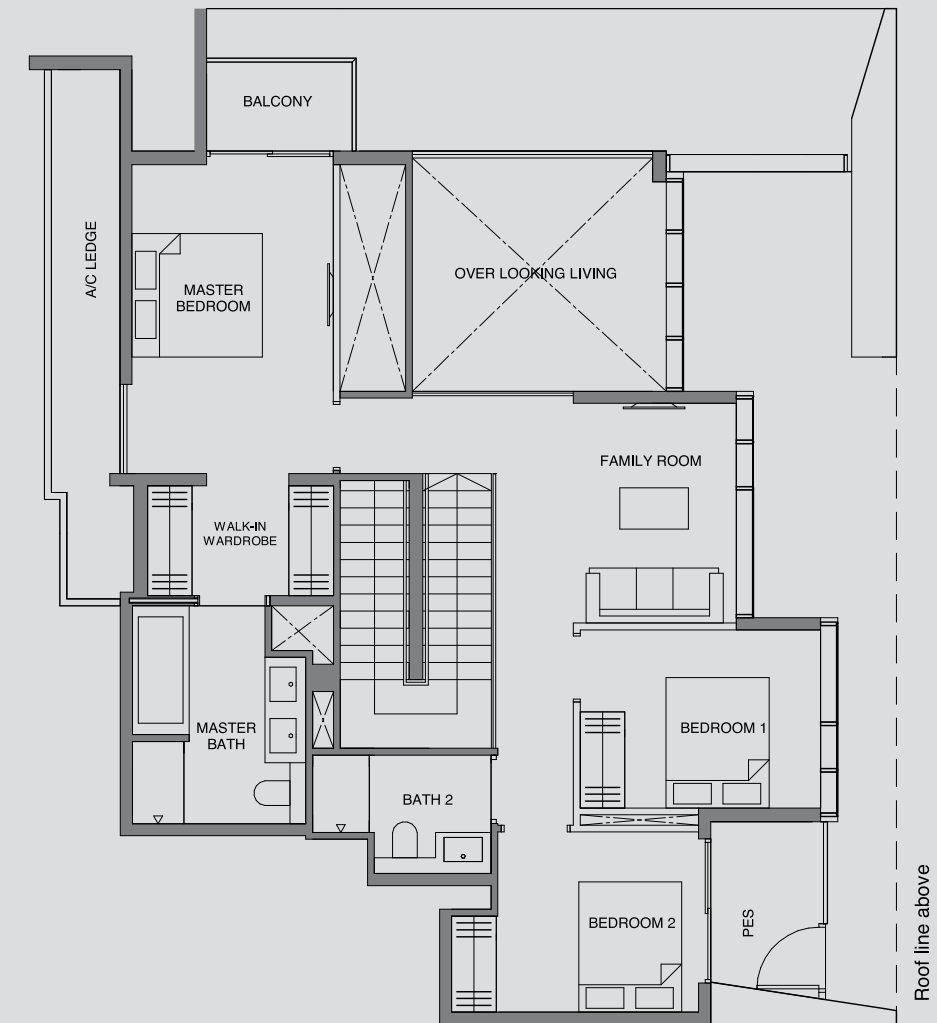 BALCONY
A/C LEDGE
MASTER
BEDROOM
OVER LOOKING LIVING
FAMILY ROOM
WALK-IN
WARDROBE
MASTER
BATH
BEDROOM 1
BATH 2
BEDROOM 2
PES
Roof line above